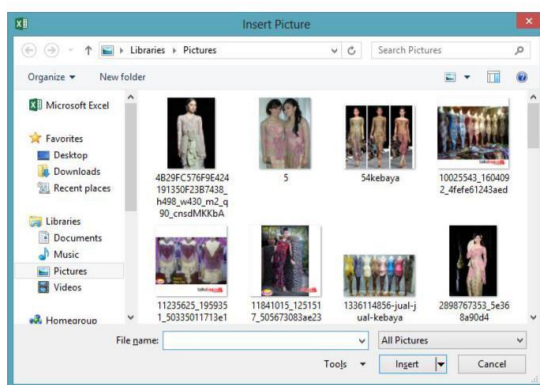 Insert Picture
Libraries Pictures
Search Pictures
Organize
New folder
Microsoft Excel
Favorites
Desktop
Downloads
Recent places
Libraries
Documents
Music
Pictures
Videos
Homegroup
4B29FC576F9E424
191350F23B7438_
h498_w430_m2_q
90_cnsdMKKbA
5
54kebaya
10025543_160409
2_4fefe61243aed
11235625_195935
1_50335011713e1
11841015_125151
7_505673083ae23
1336114856-jual-j
ual-kebaya
2898767353_5e36
8a90d4
File name:
All Pictures
Tools
Insert
Cancel